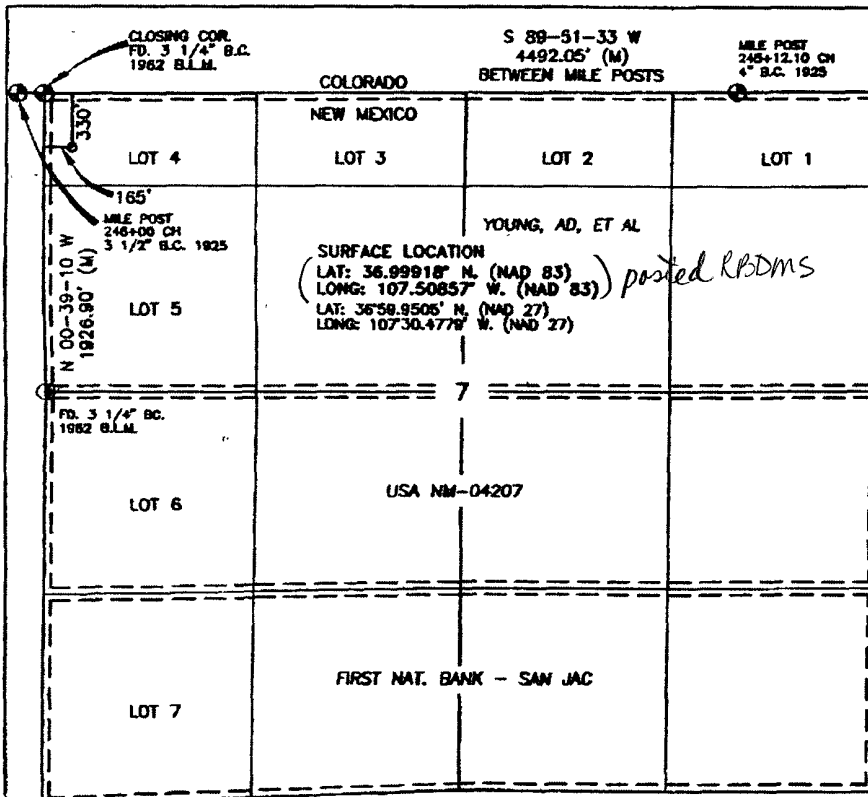 CLOSING COR.
FD. 3 1/4" B.C.
1962 B.L.M.
S 89-51-33 W
4492.05' (M)
BETWEEN MILE POSTS
MILE POST
245+12.10 CH
4" B.C. 1925
COLORADO
NEW MEXICO
330'
LOT 4
LOT 3
LOT 2
LOT 1
165'
MILE POST
246+00 CH
3 1/2" B.C. 1925
YOUNG, AD, ET AL
SURFACE LOCATION
(LAT: 36.99918° N. (NAD 83)
LONG: 107.50857° W. (NAD 83)) posted RBDMS
LAT: 36°59.9505' N. (NAD 27)
LONG: 107°30.4779' W. (NAD 27)
N 00-39-10 W
1926.90' (M)
LOT 5
7
FD. 3 1/4" BC.
1962 B.L.M.
LOT 6
USA NM-04207
FIRST NAT. BANK - SAN JAC
LOT 7